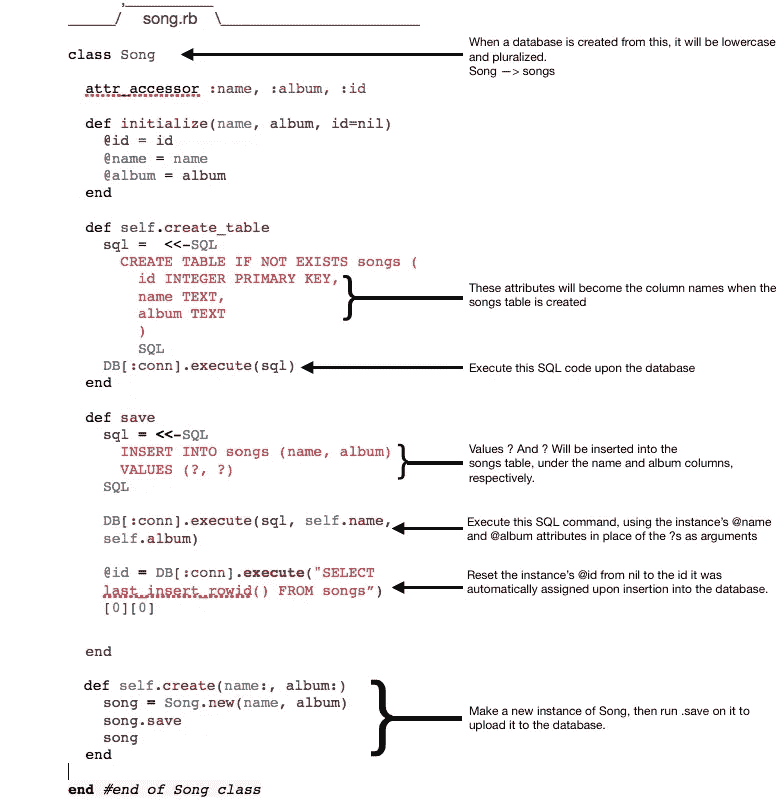 song.rb
class Song
When a database is created from this, it will be lowercase
and pluralized.
Song —> songs
attr_accessor :name, :album, :id
def initialize(name, album, id=nil)
@id = id
@name = name
@album = album
end
def self.create_table
sql =  <<-SQL
CREATE TABLE IF NOT EXISTS songs (
id INTEGER PRIMARY KEY,
name TEXT,
album TEXT
)
SQL
These attributes will become the column names when the
songs table is created
DB[:conn].execute(sql)
Execute this SQL code upon the database
end
def save
sql = <<-SQL
INSERT INTO songs (name, album)
VALUES (?, ?)
SQL
Values ? And ? Will be inserted into the
songs table, under the name and album columns,
respectively.
DB[:conn].execute(sql, self.name,
self.album)
Execute this SQL command, using the instance’s @name
and @album attributes in place of the ?s as arguments
@id = DB[:conn].execute("SELECT
last_insert_rowid() FROM songs”)
[0][0]
Reset the instance’s @id from nil to the id it was
automatically assigned upon insertion into the database.
end
def self.create(name:, album:)
song = Song.new(name, album)
song.save
song
end
Make a new instance of Song, then run .save on it to
upload it to the database.
end #end of Song class